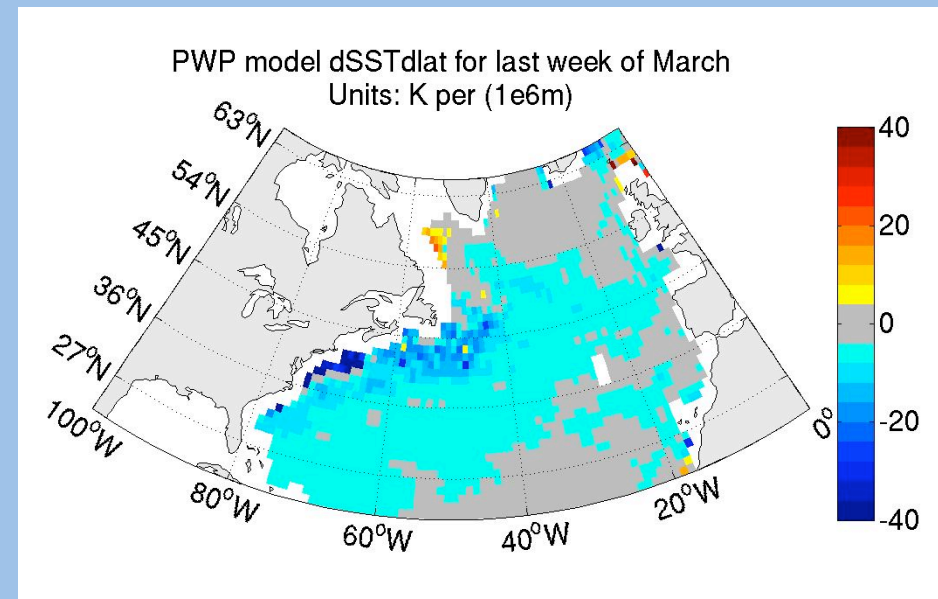 PWP model dSSTdlat for last week of March
Units: K per (1e6m)
63°N
54°N
45°N
36°N
27°N
100°W
80°W
60°W
40°W
20°W
0°
40
20
0
-20
-40